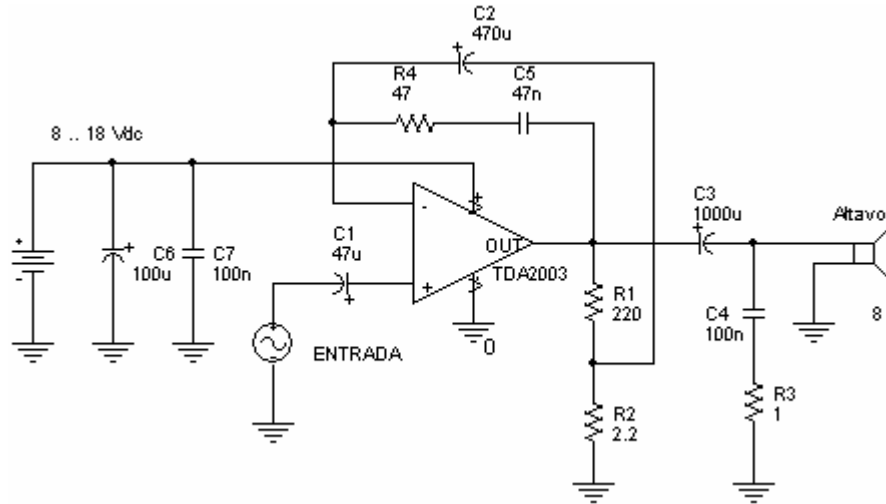 C2
470u
R4
47
C5
47n
8 .. 18 Vdc
C6
100u
C7
100n
C1
47u
-
+
OUT
TDA2003
0
ENTRADA
R1
220
R2
2.2
C3
1000u
C4
100n
R3
1
Altavo
8